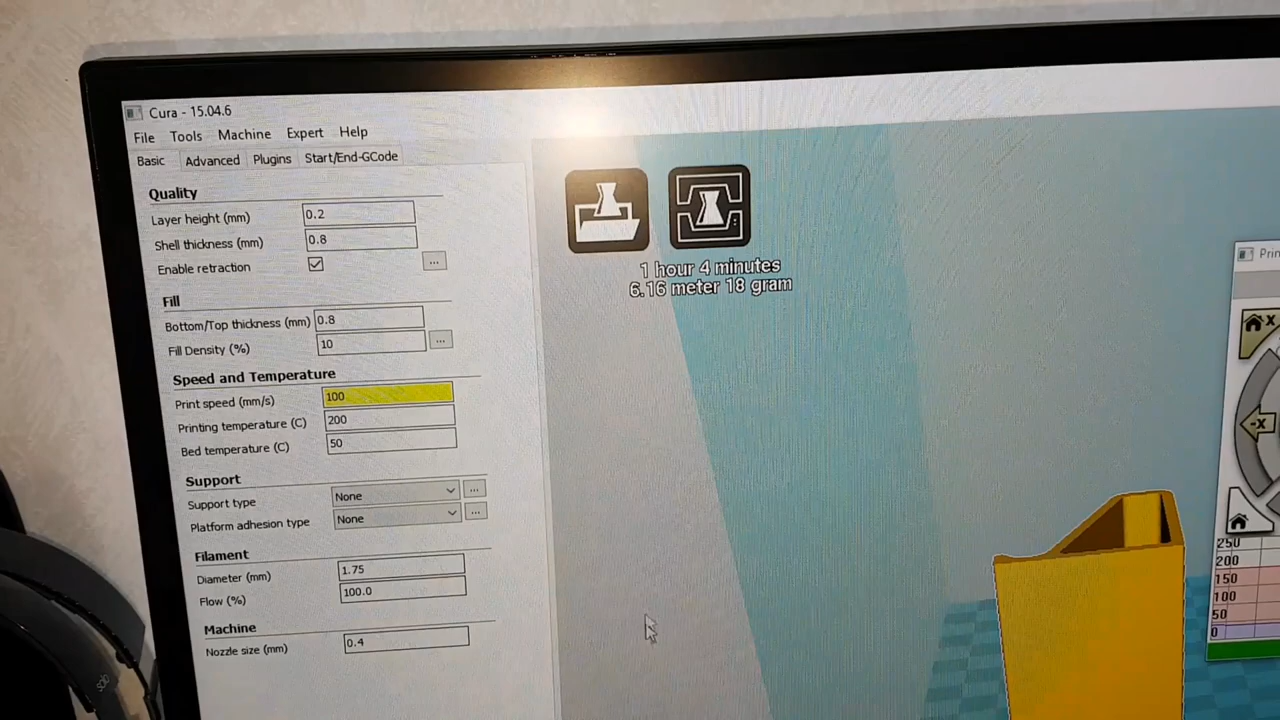 Cura - 15.04.6
File Tools Machine Expert Help
Basic Advanced Plugins Start/End-GCode
Quality
Layer height (mm) 0.2
Shell thickness (mm) 0.8
Enable retraction ...
Fill
Bottom/Top thickness (mm) 0.8
Fill Density (%) 10 ...
Speed and Temperature
Print speed (mm/s) 100
Printing temperature (C) 200
Bed temperature (C) 50
Support
Support type None ...
Platform adhesion type None ...
Filament
Diameter (mm) 1.75
Flow (%) 100.0
Machine
Nozzle size (mm) 0.4
1 hour 4 minutes
6.16 meter 18 gram
Prin
X
-X
250
200
150
100
50
0
solo